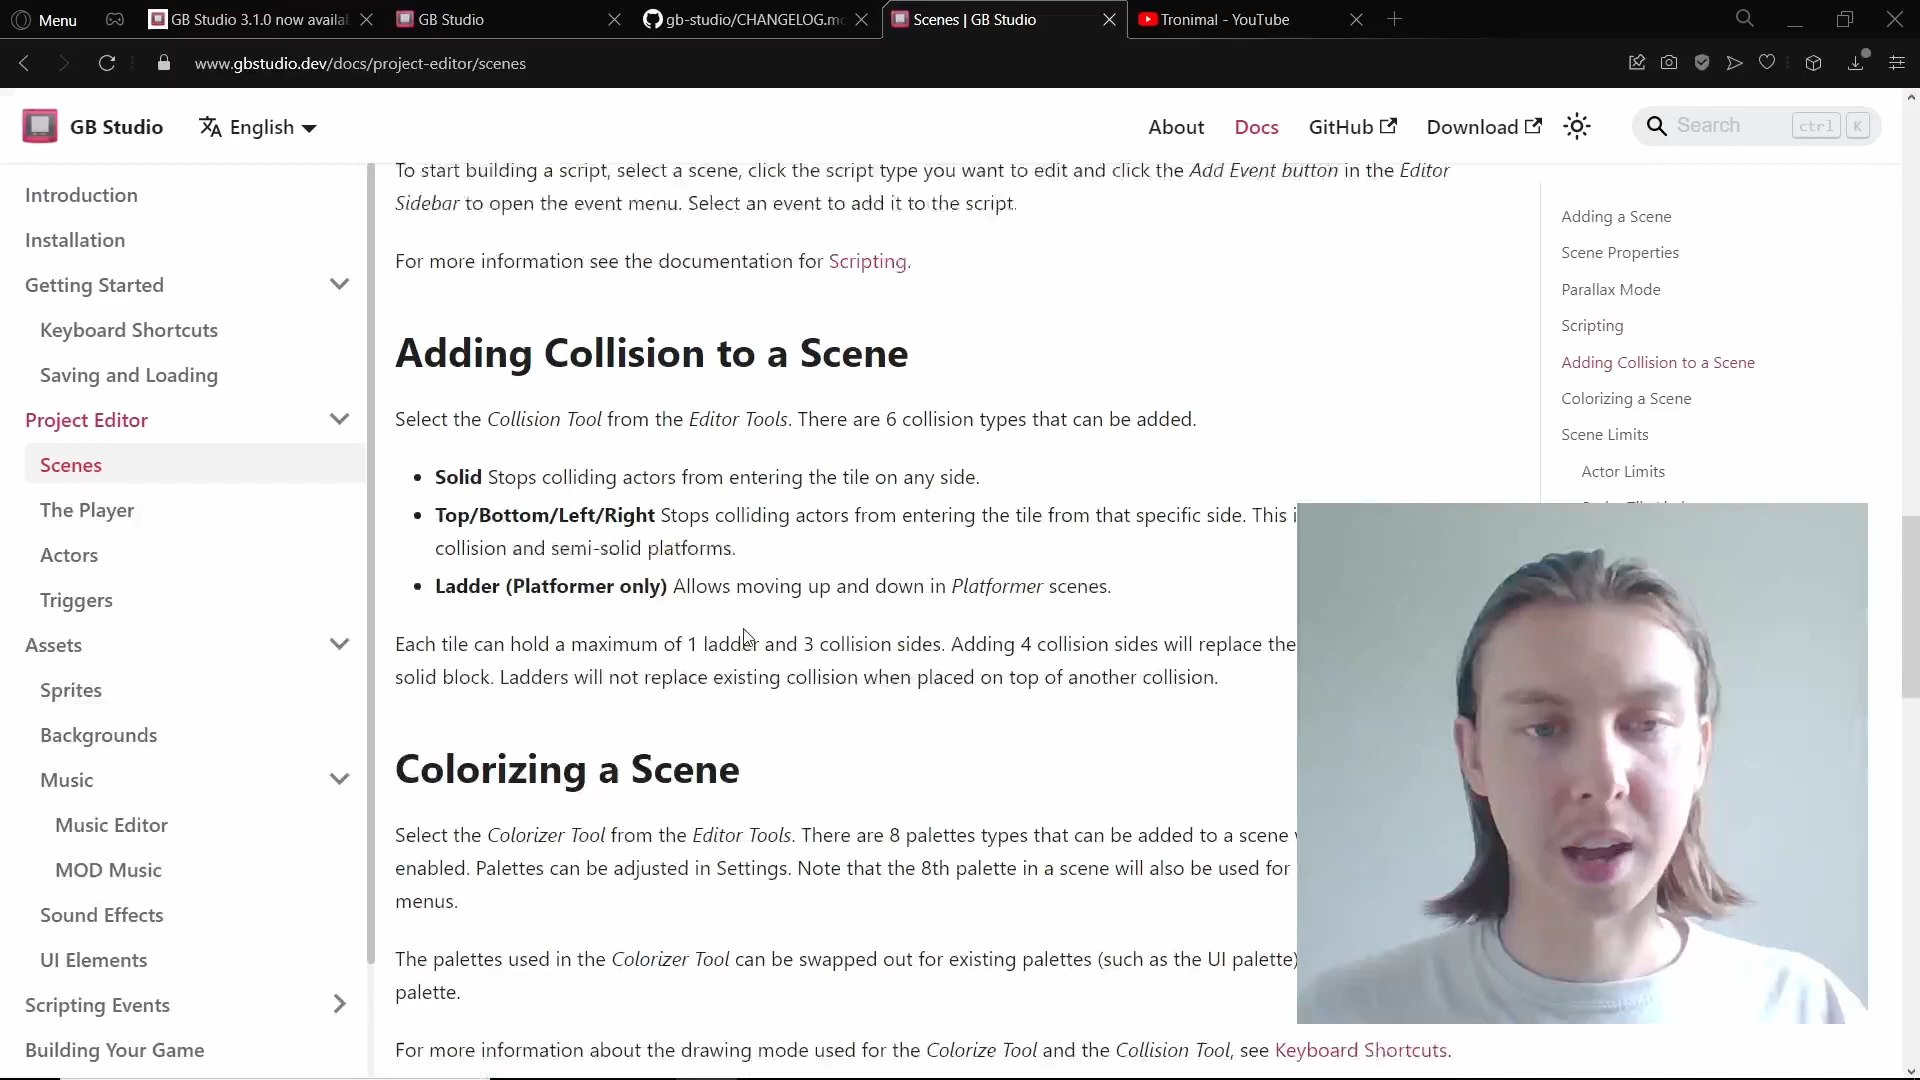 Menu
GB Studio 3.1.0 now availal
GB Studio
gb-studio/CHANGELOG.m
Scenes | GB Studio
Tronimal - YouTube
www.gbstudio.dev/docs/project-editor/scenes
GB Studio
English
About
Docs
GitHub
Download
Search
ctrl
K
Introduction
Installation
Getting Started
Keyboard Shortcuts
Saving and Loading
Project Editor
Scenes
The Player
Actors
Triggers
Assets
Sprites
Backgrounds
Music
Music Editor
MOD Music
Sound Effects
UI Elements
Scripting Events
Building Your Game
To start building a script, select a scene, click the script type you want to edit and click the Add Event button in the Editor
Sidebar to open the event menu. Select an event to add it to the script.
For more information see the documentation for Scripting.
Adding Collision to a Scene
Select the Collision Tool from the Editor Tools. There are 6 collision types that can be added.
• Solid Stops colliding actors from entering the tile on any side.
• Top/Bottom/Left/Right Stops colliding actors from entering the tile from that specific side. This i
collision and semi-solid platforms.
• Ladder (Platformer only) Allows moving up and down in Platformer scenes.
Each tile can hold a maximum of 1 ladder and 3 collision sides. Adding 4 collision sides will replace the
solid block. Ladders will not replace existing collision when placed on top of another collision.
Colorizing a Scene
Select the Colorizer Tool from the Editor Tools. There are 8 palettes types that can be added to a scene
enabled. Palettes can be adjusted in Settings. Note that the 8th palette in a scene will also be used for
menus.
The palettes used in the Colorizer Tool can be swapped out for existing palettes (such as the UI palette)
palette.
For more information about the drawing mode used for the Colorize Tool and the Collision Tool, see Keyboard Shortcuts.
Adding a Scene
Scene Properties
Parallax Mode
Scripting
Adding Collision to a Scene
Colorizing a Scene
Scene Limits
Actor Limits